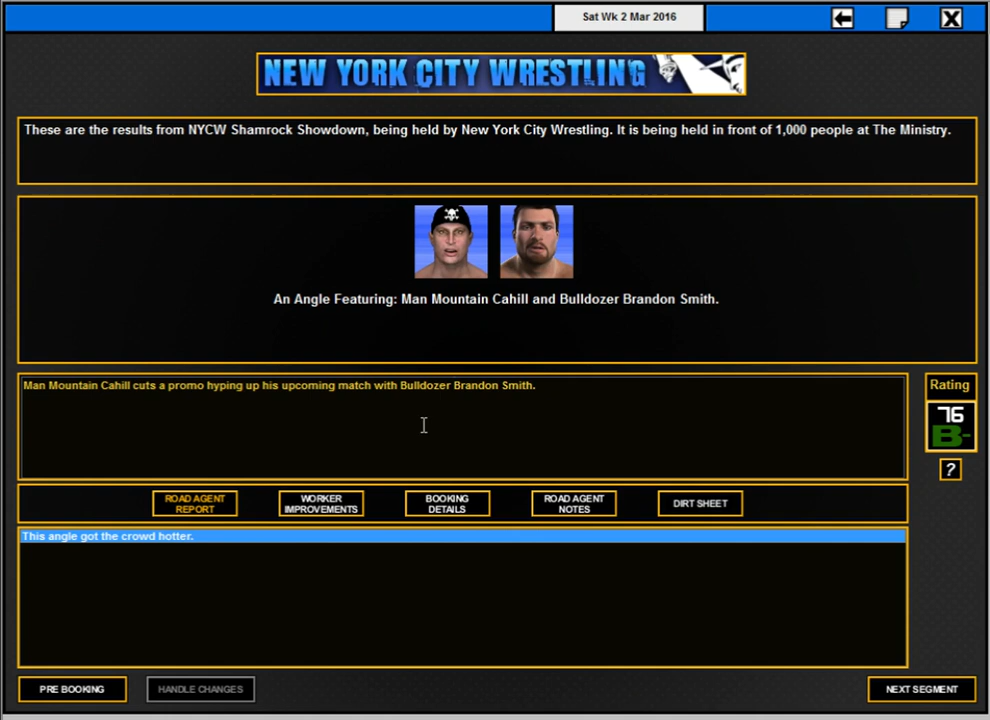 Sat Wk 2 Mar 2016
NEW YORK CITY WRESTLING
These are the results from NYCW Shamrock Showdown, being held by New York City Wrestling. It is being held in front of 1,000 people at The Ministry.
An Angle Featuring: Man Mountain Cahill and Bulldozer Brandon Smith.
Man Mountain Cahill cuts a promo hyping up his upcoming match with Bulldozer Brandon Smith.
Rating
76
B-
?
ROAD AGENT
REPORT
WORKER
IMPROVEMENTS
BOOKING
DETAILS
ROAD AGENT
NOTES
DIRT SHEET
This angle got the crowd hotter.
PRE BOOKING
HANDLE CHANGES
NEXT SEGMENT